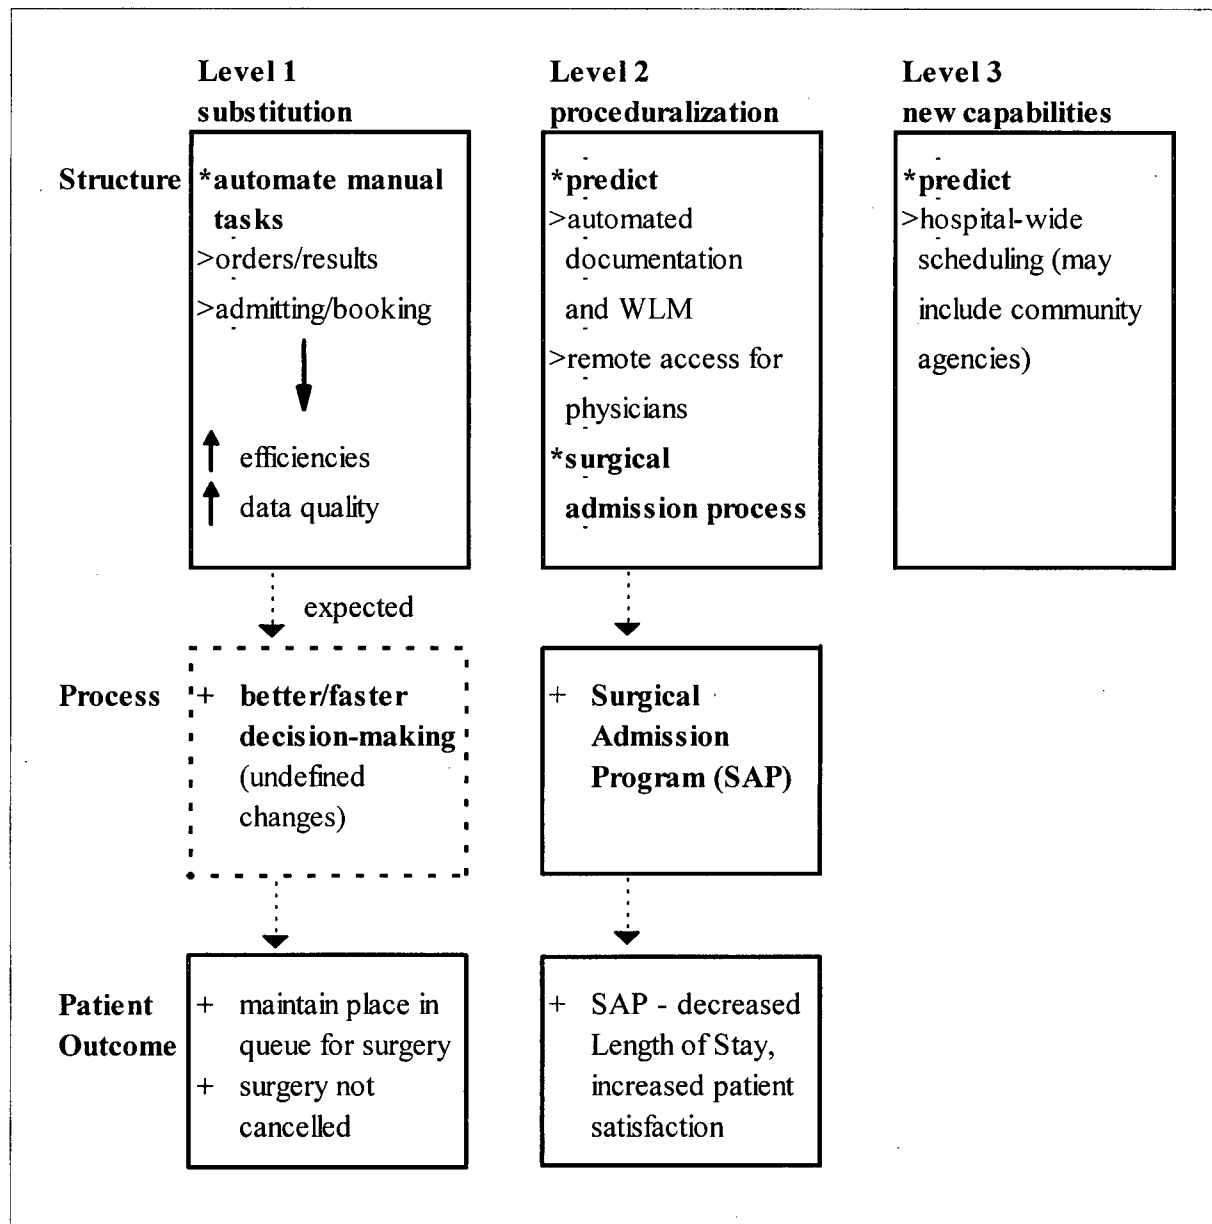 Level 1
substitution
Level 2
proceduralization
Level 3
new capabilities
Structure
*automate manual
tasks
>orders/results
>admitting/booking
efficiencies
data quality
*predict
>automated
documentation
and WLM
>remote access for
physicians
*surgical
admission process
*predict
>hospital-wide
scheduling (may
include community
agencies)
expected
Process
+ better/faster
decision-making
(undefined
changes)
+ Surgical
Admission
Program (SAP)
Patient
Outcome
+ maintain place in
queue for surgery
+ surgery not
cancelled
+ SAP - decreased
Length of Stay,
increased patient
satisfaction